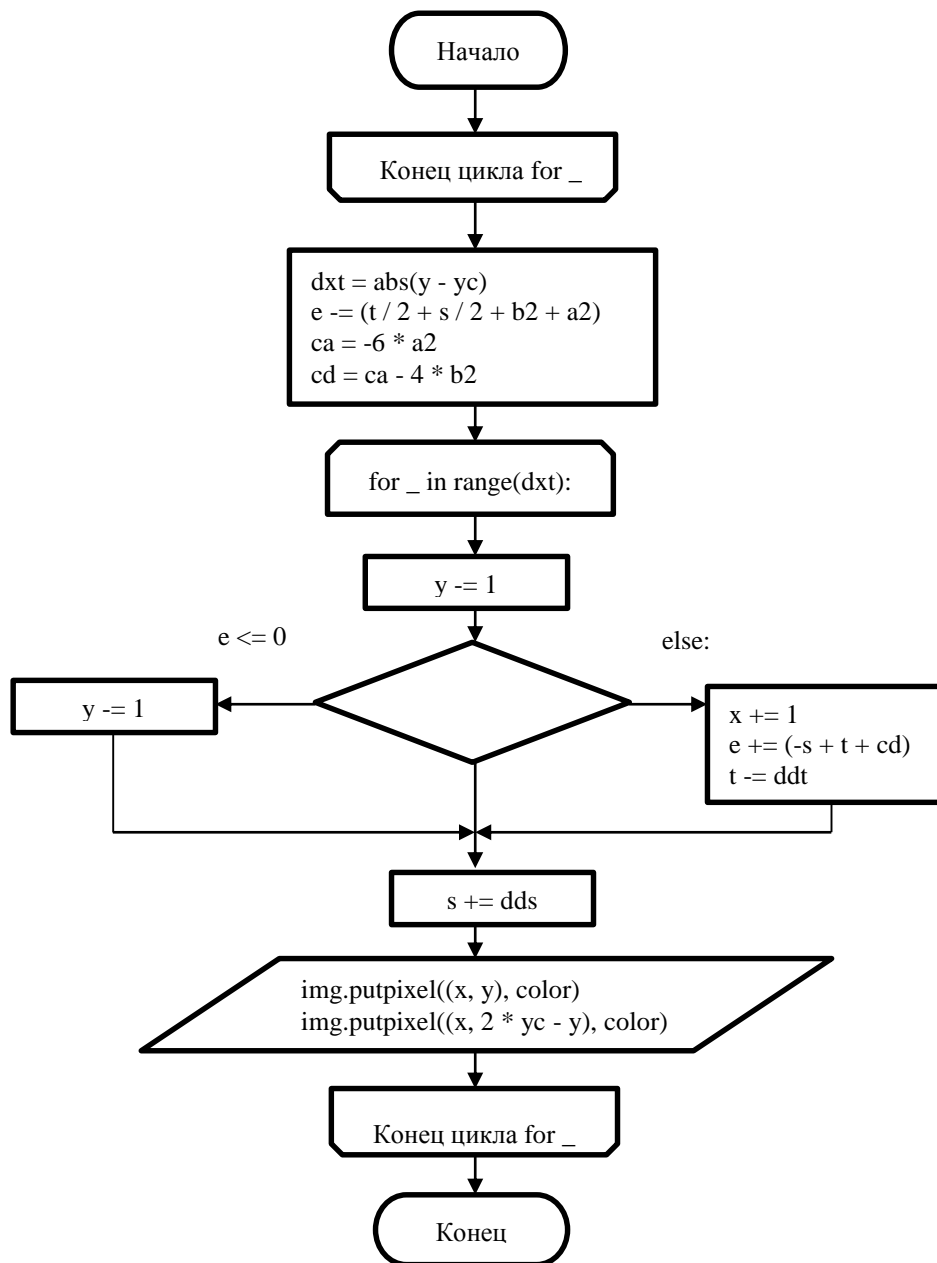 Начало
Конец цикла for _
dxt = abs(y - yc)
e -= (t / 2 + s / 2 + b2 + a2)
ca = -6 * a2
cd = ca - 4 * b2
for _ in range(dxt):
y -= 1
e <= 0
else:
y -= 1
x += 1
e += (-s + t + cd)
t -= ddt
s += dds
img.putpixel((x, y), color)
img.putpixel((x, 2 * yc - y), color)
Конец цикла for _
Конец